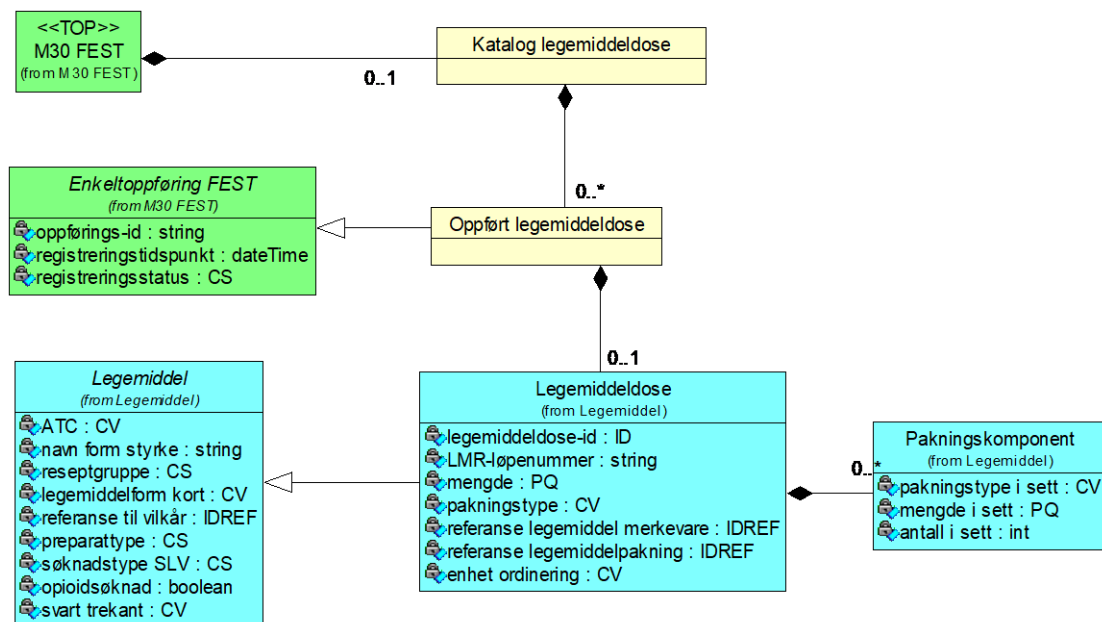 <<TOP>>
M30 FEST
(from M30 FEST)
Katalog legemiddeldose
0..1
0..*
Enkeltoppføring FEST
(from M30 FEST)
oppførings-id : string
registreringstidspunkt : dateTime
registreringsstatus : CS
Oppført legemiddeldose
0..1
Legemiddel
(from Legemiddel)
ATC : CV
navn form styrke : string
reseptgruppe : CS
legemiddelform kort : CV
referanse til vilkår : IDREF
preparattype : CS
søknadstype SLV : CS
opioidsøknad : boolean
svart trekant : CV
Legemiddeldose
(from Legemiddel)
legemiddeldose-id : ID
LMR-løpenummer : string
mengde : PQ
pakningstype : CV
referanse legemiddel merkevare : IDREF
referanse legemiddelpakning : IDREF
enhet ordinering : CV
0..*
Pakningskomponent
(from Legemiddel)
pakningstype i sett : CV
mengde i sett : PQ
antall i sett : int